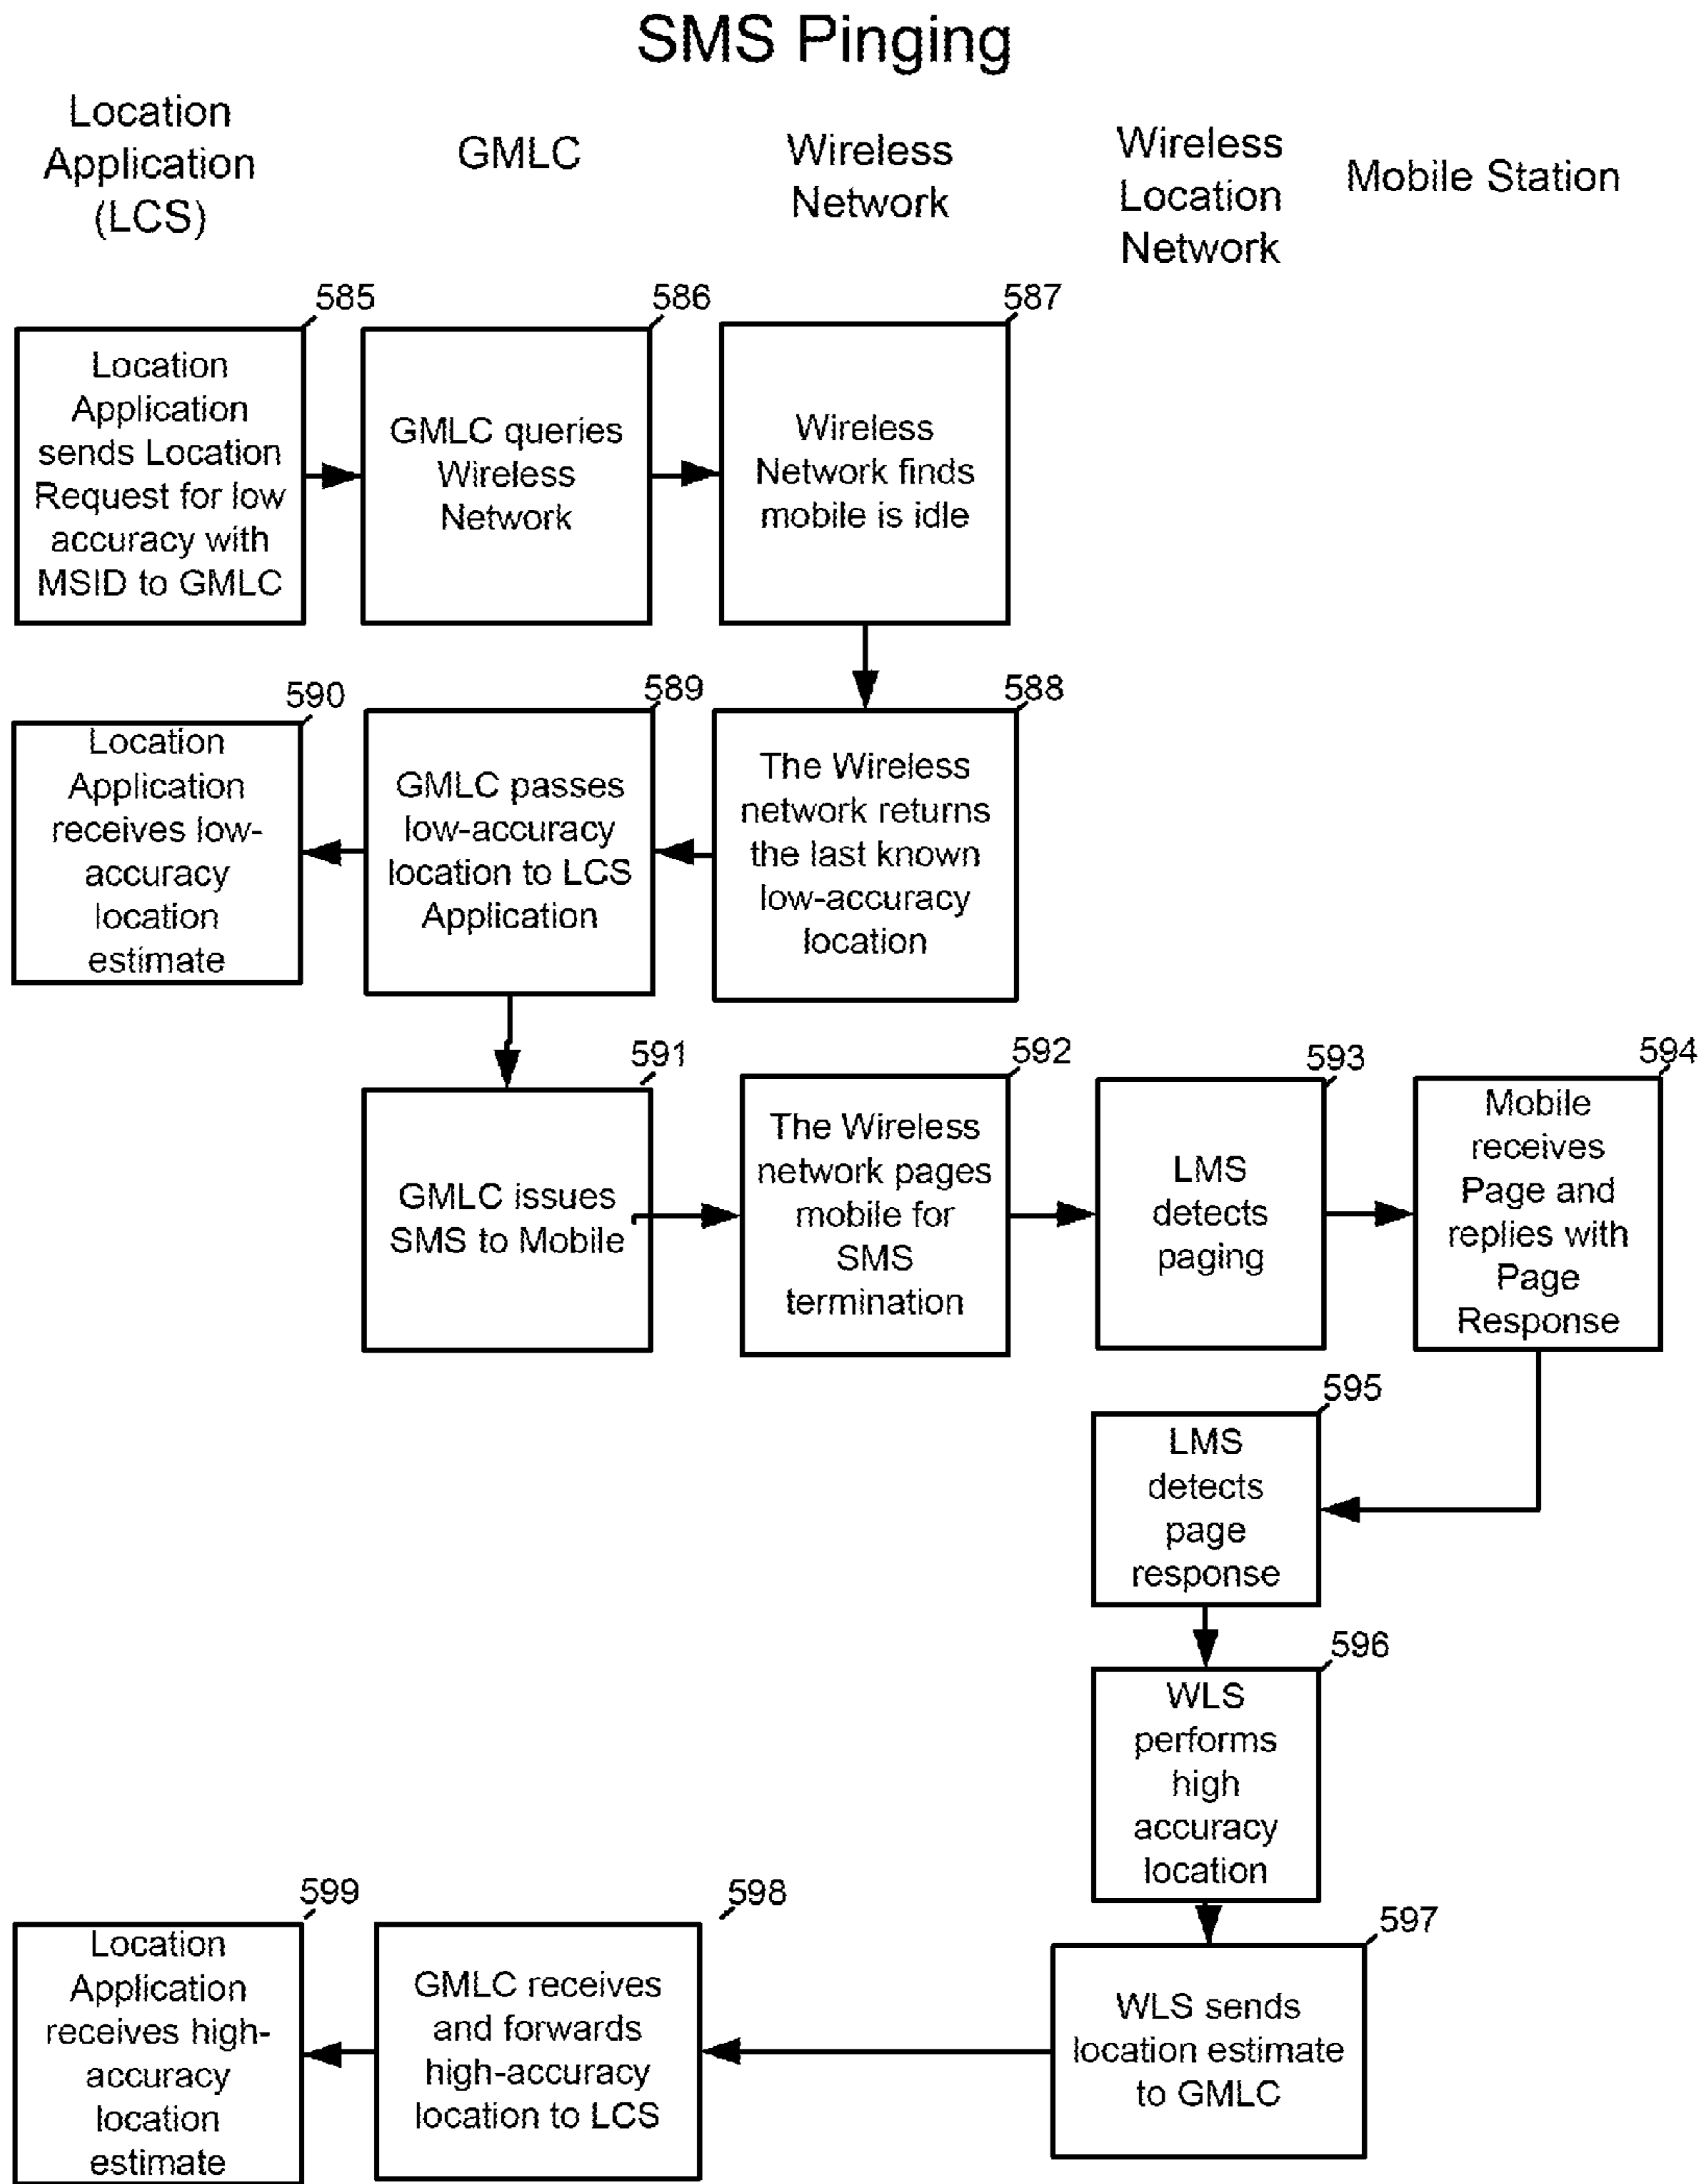 SMS Pinging
Location
Application
(LCS)
GMLC
Wireless
Network
Wireless
Location
Network
Mobile Station
585
Location
Application
sends Location
Request for low
accuracy with
MSID to GMLC
586
GMLC queries
Wireless
Network
587
Wireless
Network finds
mobile is idle
590
Location
Application
receives low-
accuracy
location
estimate
589
GMLC passes
low-accuracy
location to LCS
Application
588
The Wireless
network returns
the last known
low-accuracy
location
591
GMLC issues
SMS to Mobile
592
The Wireless
network pages
mobile for
SMS
termination
593
LMS
detects
paging
594
Mobile
receives
Page and
replies with
Page
Response
595
LMS
detects
page
response
596
WLS
performs
high
accuracy
location
599
Location
Application
receives high-
accuracy
location
estimate
598
GMLC receives
and forwards
high-accuracy
location to LCS
597
WLS sends
location estimate
to GMLC